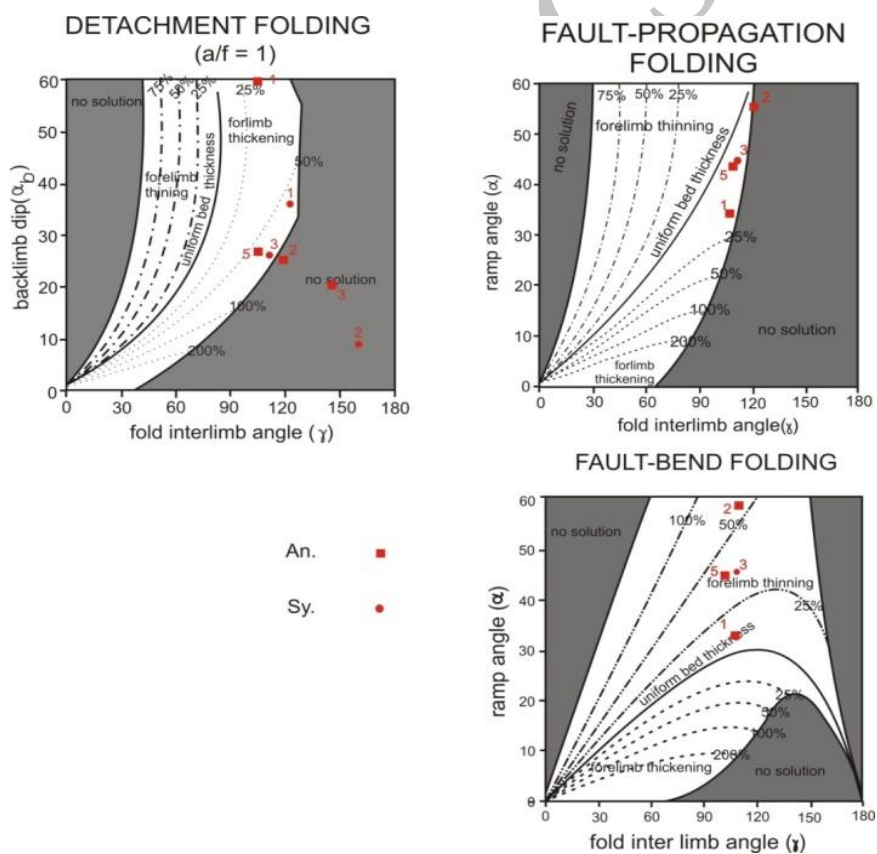 DETACHMENT FOLDING
(a/f = 1)
60
50
40
30
20
10
0
backlimb dip(αb)
no solution
75%
50%
25%
25%
1
forlimb
thickening
forelimb
thining
uniform bed thickness
50%
1
5
3
2
no solution
3
100%
2
200%
0
30
60
90
120
150
180
fold interlimb angle (γ)
FAULT-PROPAGATION
FOLDING
60
50
40
30
20
10
0
ramp angle (α)
no solution
75%
50%
25%
2
forelimb thinning
uniform bed thickness
3
5
1
25%
50%
100%
200%
no solution
forlimb
thickening
0
30
60
90
120
150
180
fold interlimb angle(ɣ)
FAULT-BEND FOLDING
60
50
40
30
20
10
0
ramp angle (α)
no solution
100%
50%
2
5
3
forelimb thinning
25%
1
uniform bed thickness
25%
50%
100%
200%
forelimb thickening
no solution
0
30
60
90
120
150
180
fold inter limb angle (ɣ)
An.
Sy.